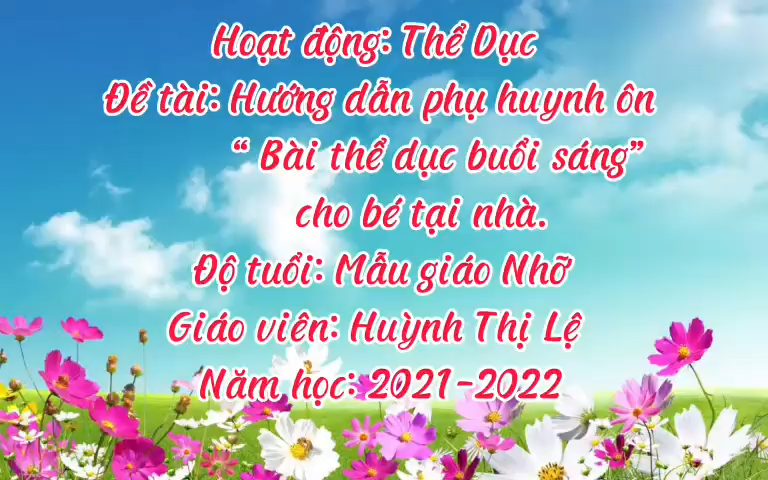 Hoạt động: Thể Dục
Đề tài: Hướng dẫn phụ huynh ôn
“ Bài thể dục buổi sáng”
cho bé tại nhà.
Độ tuổi: Mẫu giáo Nhỡ
Giáo viên: Huỳnh Thị Lệ
Năm học: 2021-2022